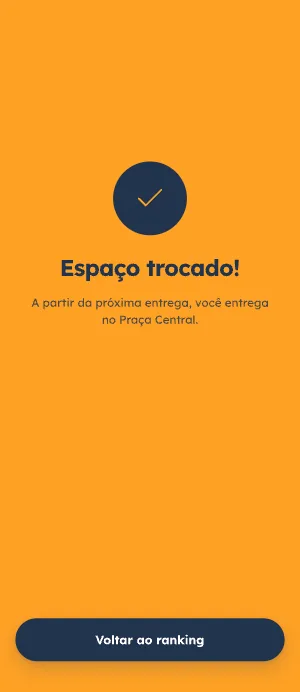 Espaço trocado!
A partir da próxima entrega, você entrega
no Praça Central.
Voltar ao ranking